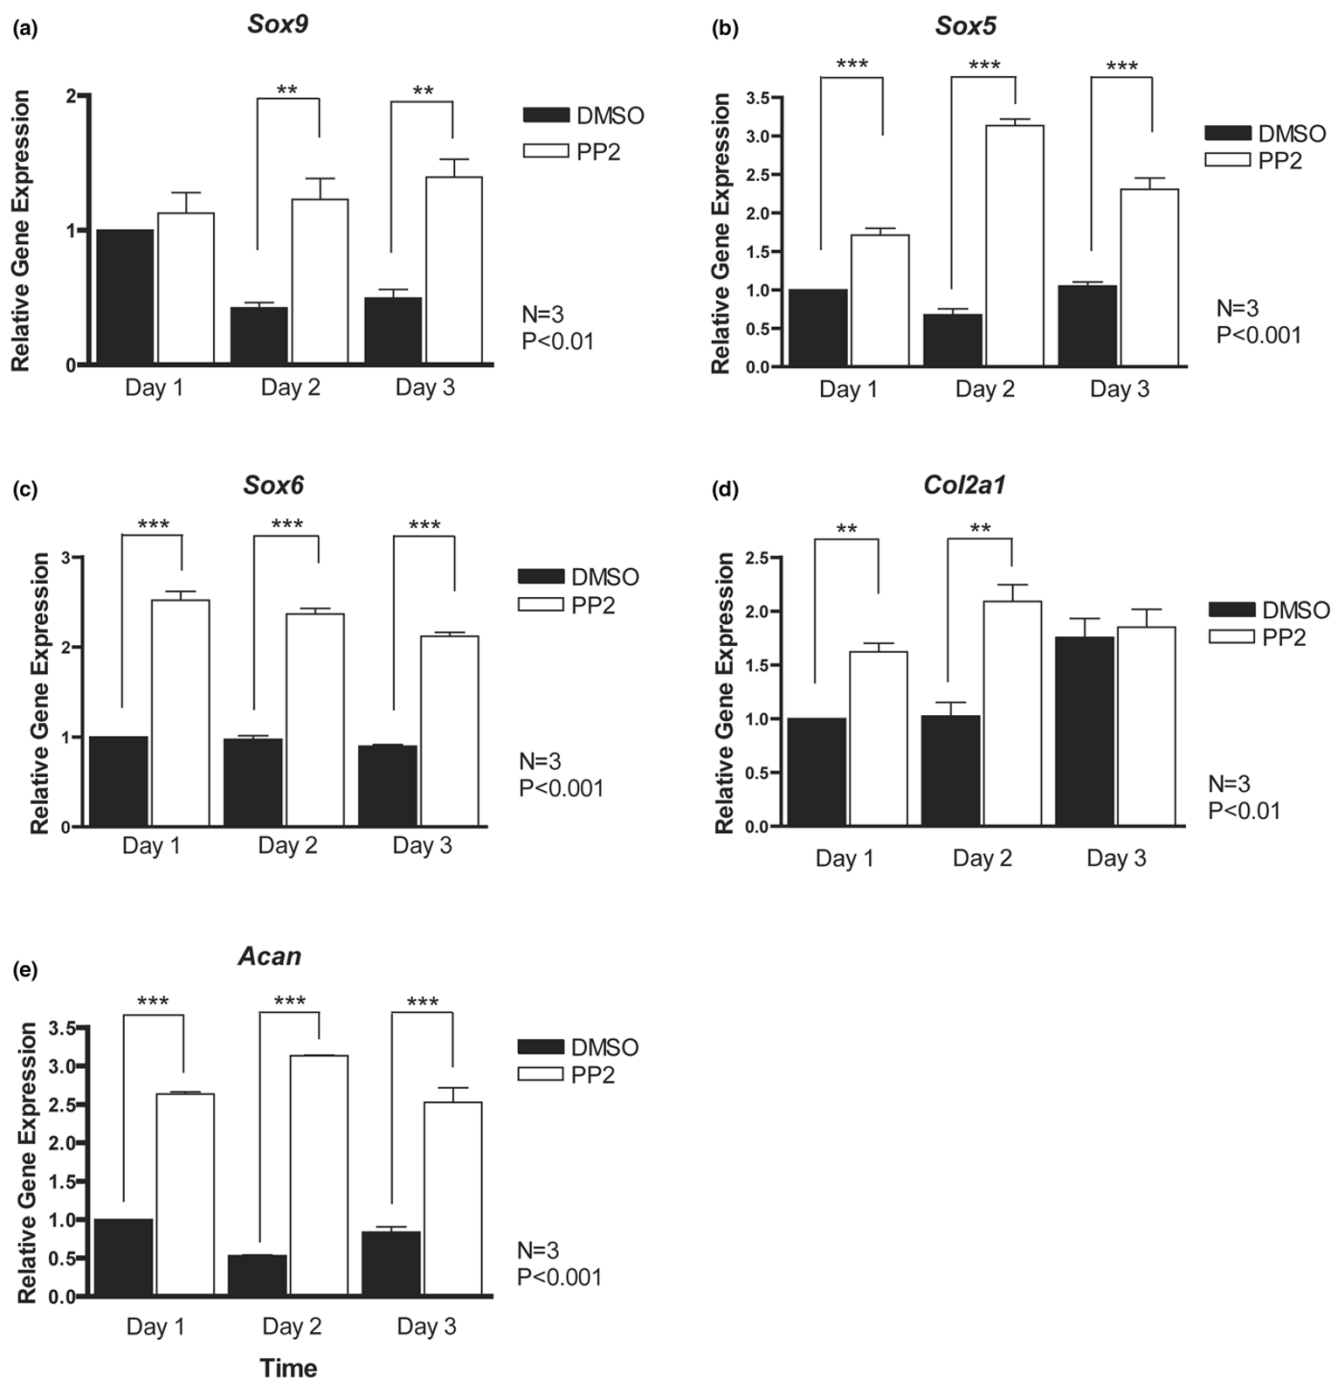 (a)
Sox9
Relative Gene Expression
2
1
0
**
**
DMSO
PP2
N=3
P<0.01
Day 1 Day 2 Day 3
(b)
Sox5
Relative Gene Expression
3.5
3.0
2.5
2.0
1.5
1.0
0.5
0.0
***
***
***
DMSO
PP2
N=3
P<0.001
Day 1 Day 2 Day 3
(c)
Sox6
Relative Gene Expression
3
2
1
0
***
***
***
DMSO
PP2
N=3
P<0.001
Day 1 Day 2 Day 3
(d)
Col2a1
Relative Gene Expression
2.5
2.0
1.5
1.0
0.5
0.0
**
**
DMSO
PP2
N=3
P<0.01
Day 1 Day 2 Day 3
(e)
Acan
Relative Gene Expression
3.5
3.0
2.5
2.0
1.5
1.0
0.5
0.0
***
***
***
DMSO
PP2
N=3
P<0.001
Day 1 Day 2 Day 3
Time